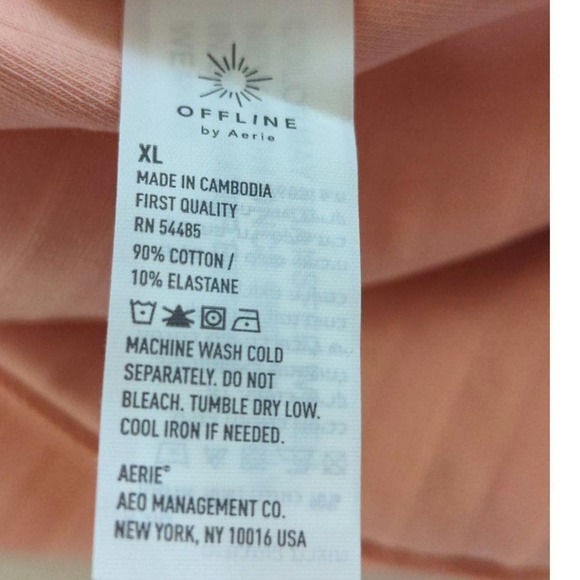 OFFLINE
by Aerie
XL
MADE IN CAMBODIA
FIRST QUALITY
RN 54485
90% COTTON /
10% ELASTANE
MACHINE WASH COLD
SEPARATELY. DO NOT
BLEACH. TUMBLE DRY LOW.
COOL IRON IF NEEDED.
AERIE®
AEO MANAGEMENT CO.
NEW YORK, NY 10016 USA